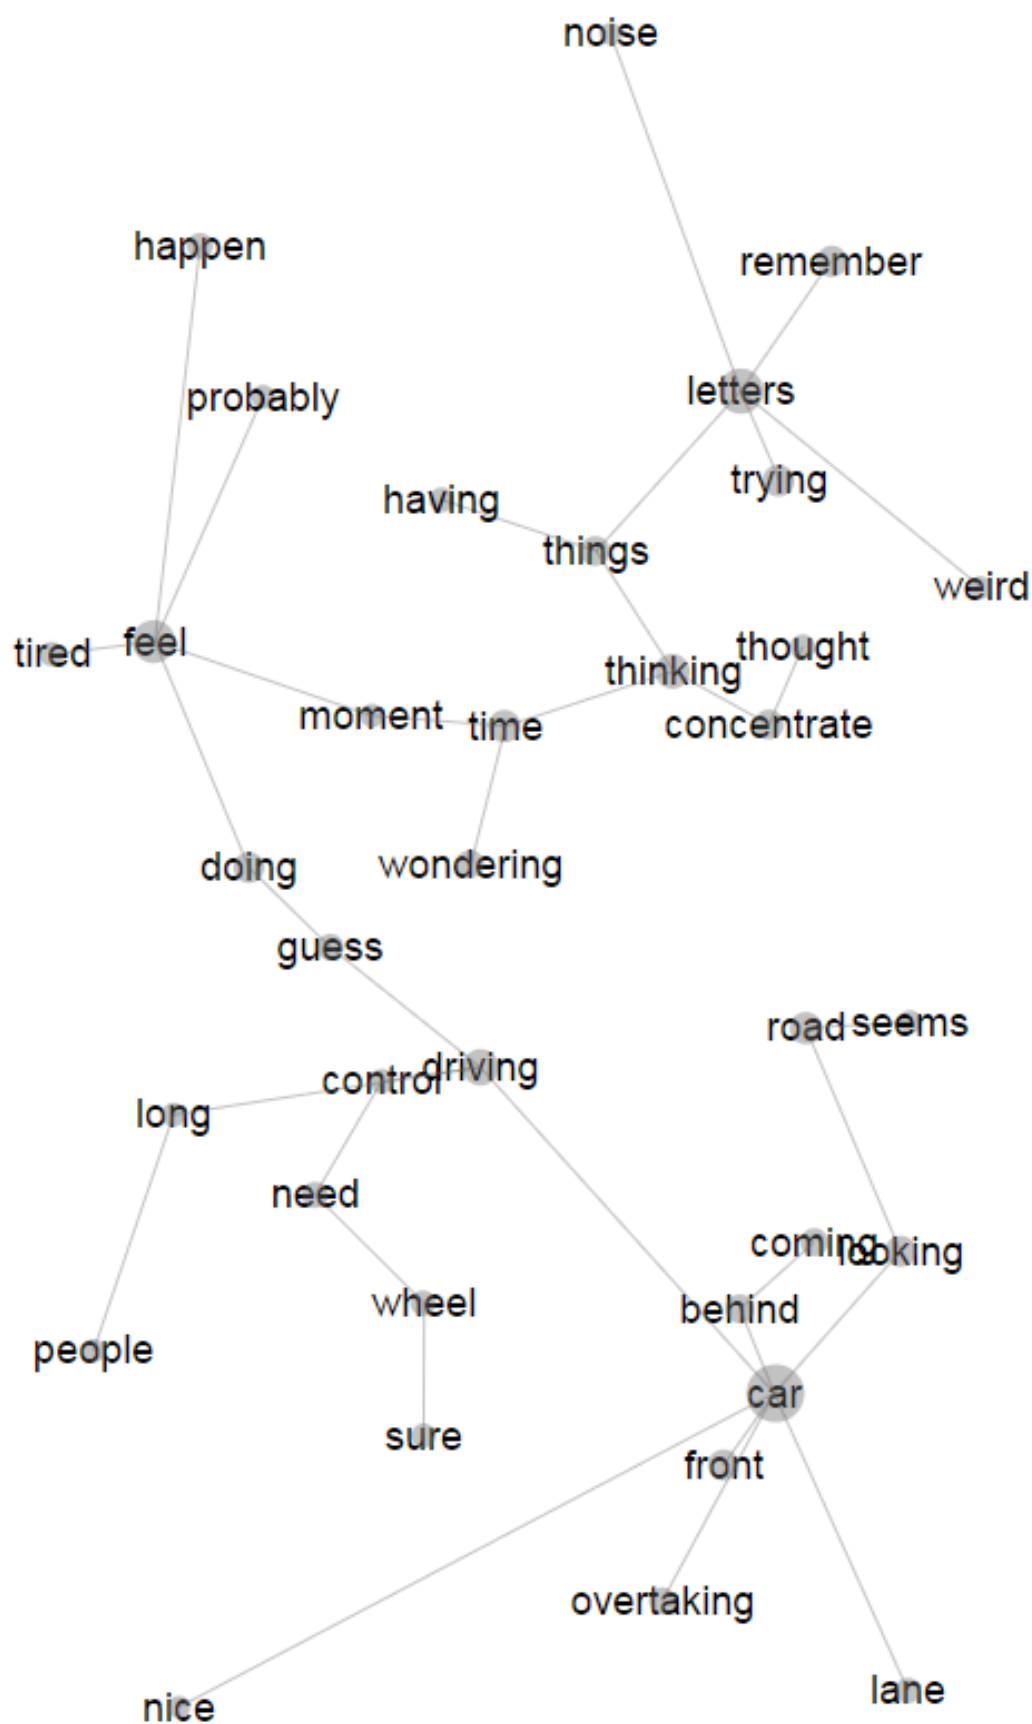 noise
happen
remember
probably
letters
trying
having
things
weird
tired
feel
thought
thinking
moment
time
concentrate
doing
wondering
guess
road
seems
driving
control
long
need
coming
looking
wheel
behind
people
car
sure
front
overtaking
lane
nice